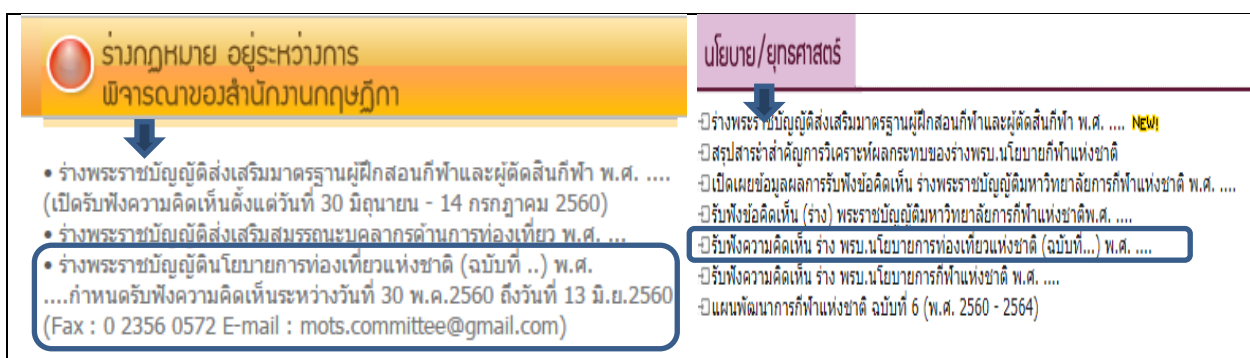 ร่างกฎหมาย อยู่ระหว่างการ
พิจารณาของสำนักงานกฤษฎีกา
• ร่างพระราชบัญญัติส่งเสริมมาตรฐานผู้ฝึกสอนกีฬาและผู้ตัดสินกีฬา พ.ศ. ....
(เปิดรับฟังความคิดเห็นตั้งแต่วันที่ 30 มิถุนายน - 14 กรกฎาคม 2560)
• ร่างพระราชบัญญัติส่งเสริมสมรรถนะบุคลากรด้านการท่องเที่ยว พ.ศ. ...
• ร่างพระราชบัญญัตินโยบายการท่องเที่ยวแห่งชาติ (ฉบับที่ ..) พ.ศ.
....กำหนดรับฟังความคิดเห็นระหว่างวันที่ 30 พ.ค.2560 ถึงวันที่ 13 มิ.ย.2560
(Fax : 0 2356 0572 E-mail : mots.committee@gmail.com)
นโยบาย/ยุทธศาสตร์
ร่างพระราชบัญญัติส่งเสริมมาตรฐานผู้ฝึกสอนกีฬาและผู้ตัดสินกีฬา พ.ศ. .... NEW!
สรุปสาระสำคัญการวิเคราะห์ผลกระทบของร่างพรบ.นโยบายกีฬาแห่งชาติ
เปิดเผยข้อมูลผลการรับฟังข้อคิดเห็น ร่างพระราชบัญญัติมหาวิทยาลัยการกีฬาแห่งชาติ พ.ศ. ....
รับฟังข้อคิดเห็น (ร่าง) พระราชบัญญัติมหาวิทยาลัยการกีฬาแห่งชาติพ.ศ. ....
รับฟังความคิดเห็น ร่าง พรบ.นโยบายการท่องเที่ยวแห่งชาติ (ฉบับที่...) พ.ศ. ....
รับฟังความคิดเห็น ร่าง พรบ.นโยบายการกีฬาแห่งชาติ พ.ศ. ....
แผนพัฒนาการกีฬาแห่งชาติ ฉบับที่ 6 (พ.ศ. 2560 - 2564)